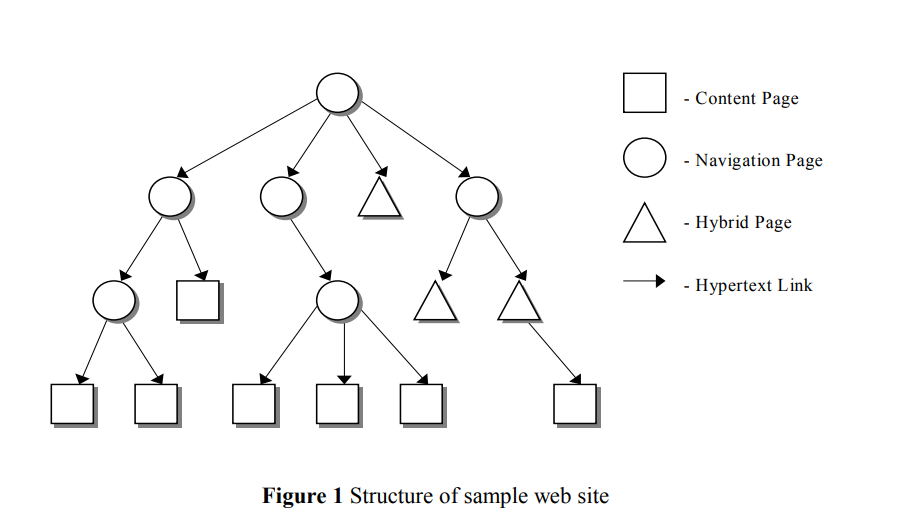 - Content Page
- Navigation Page
- Hybrid Page
- Hypertext Link
Figure 1 Structure of sample web site